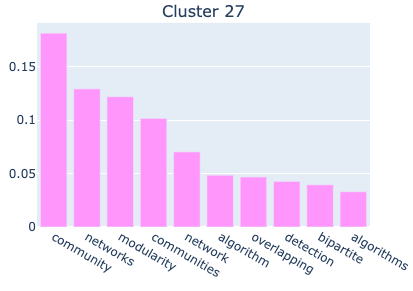 Cluster 27
0.15
0.1
0.05
0
community
networks
modularity
communities
network
algorithm
overlapping
detection
bipartite
algorithms